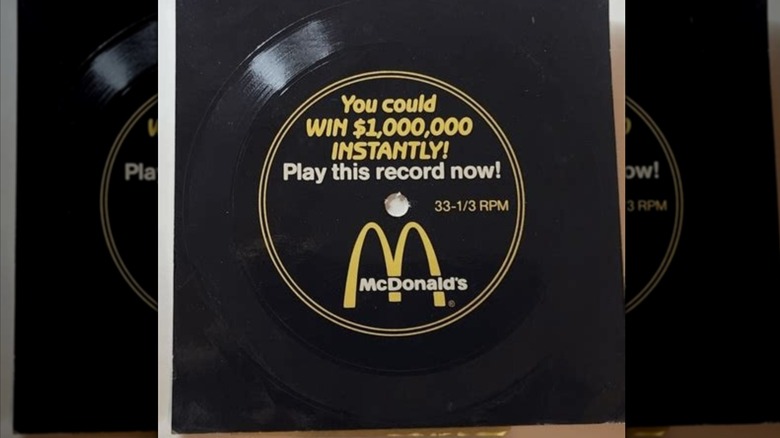 You could
WIN $1,000,000
INSTANTLY!
Play this record now!
33-1/3 RPM
McDonald's
®